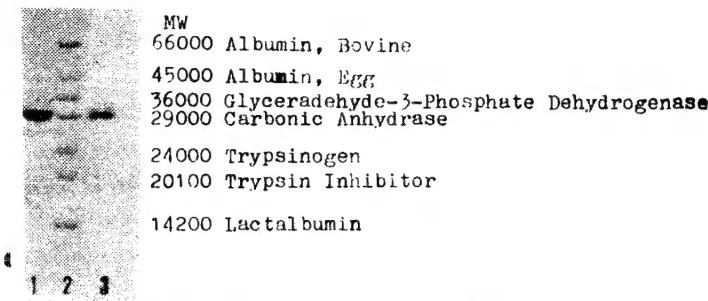 MW
66000 Albumin, Bovine
45000 Albumin, Egg
36000 Glyceradehyde-3-Phosphate Dehydrogenase
29000 Carbonic Anhydrase
24000 Trypsinogen
20100 Trypsin Inhibitor
14200 Lactalbumin
1 2 3